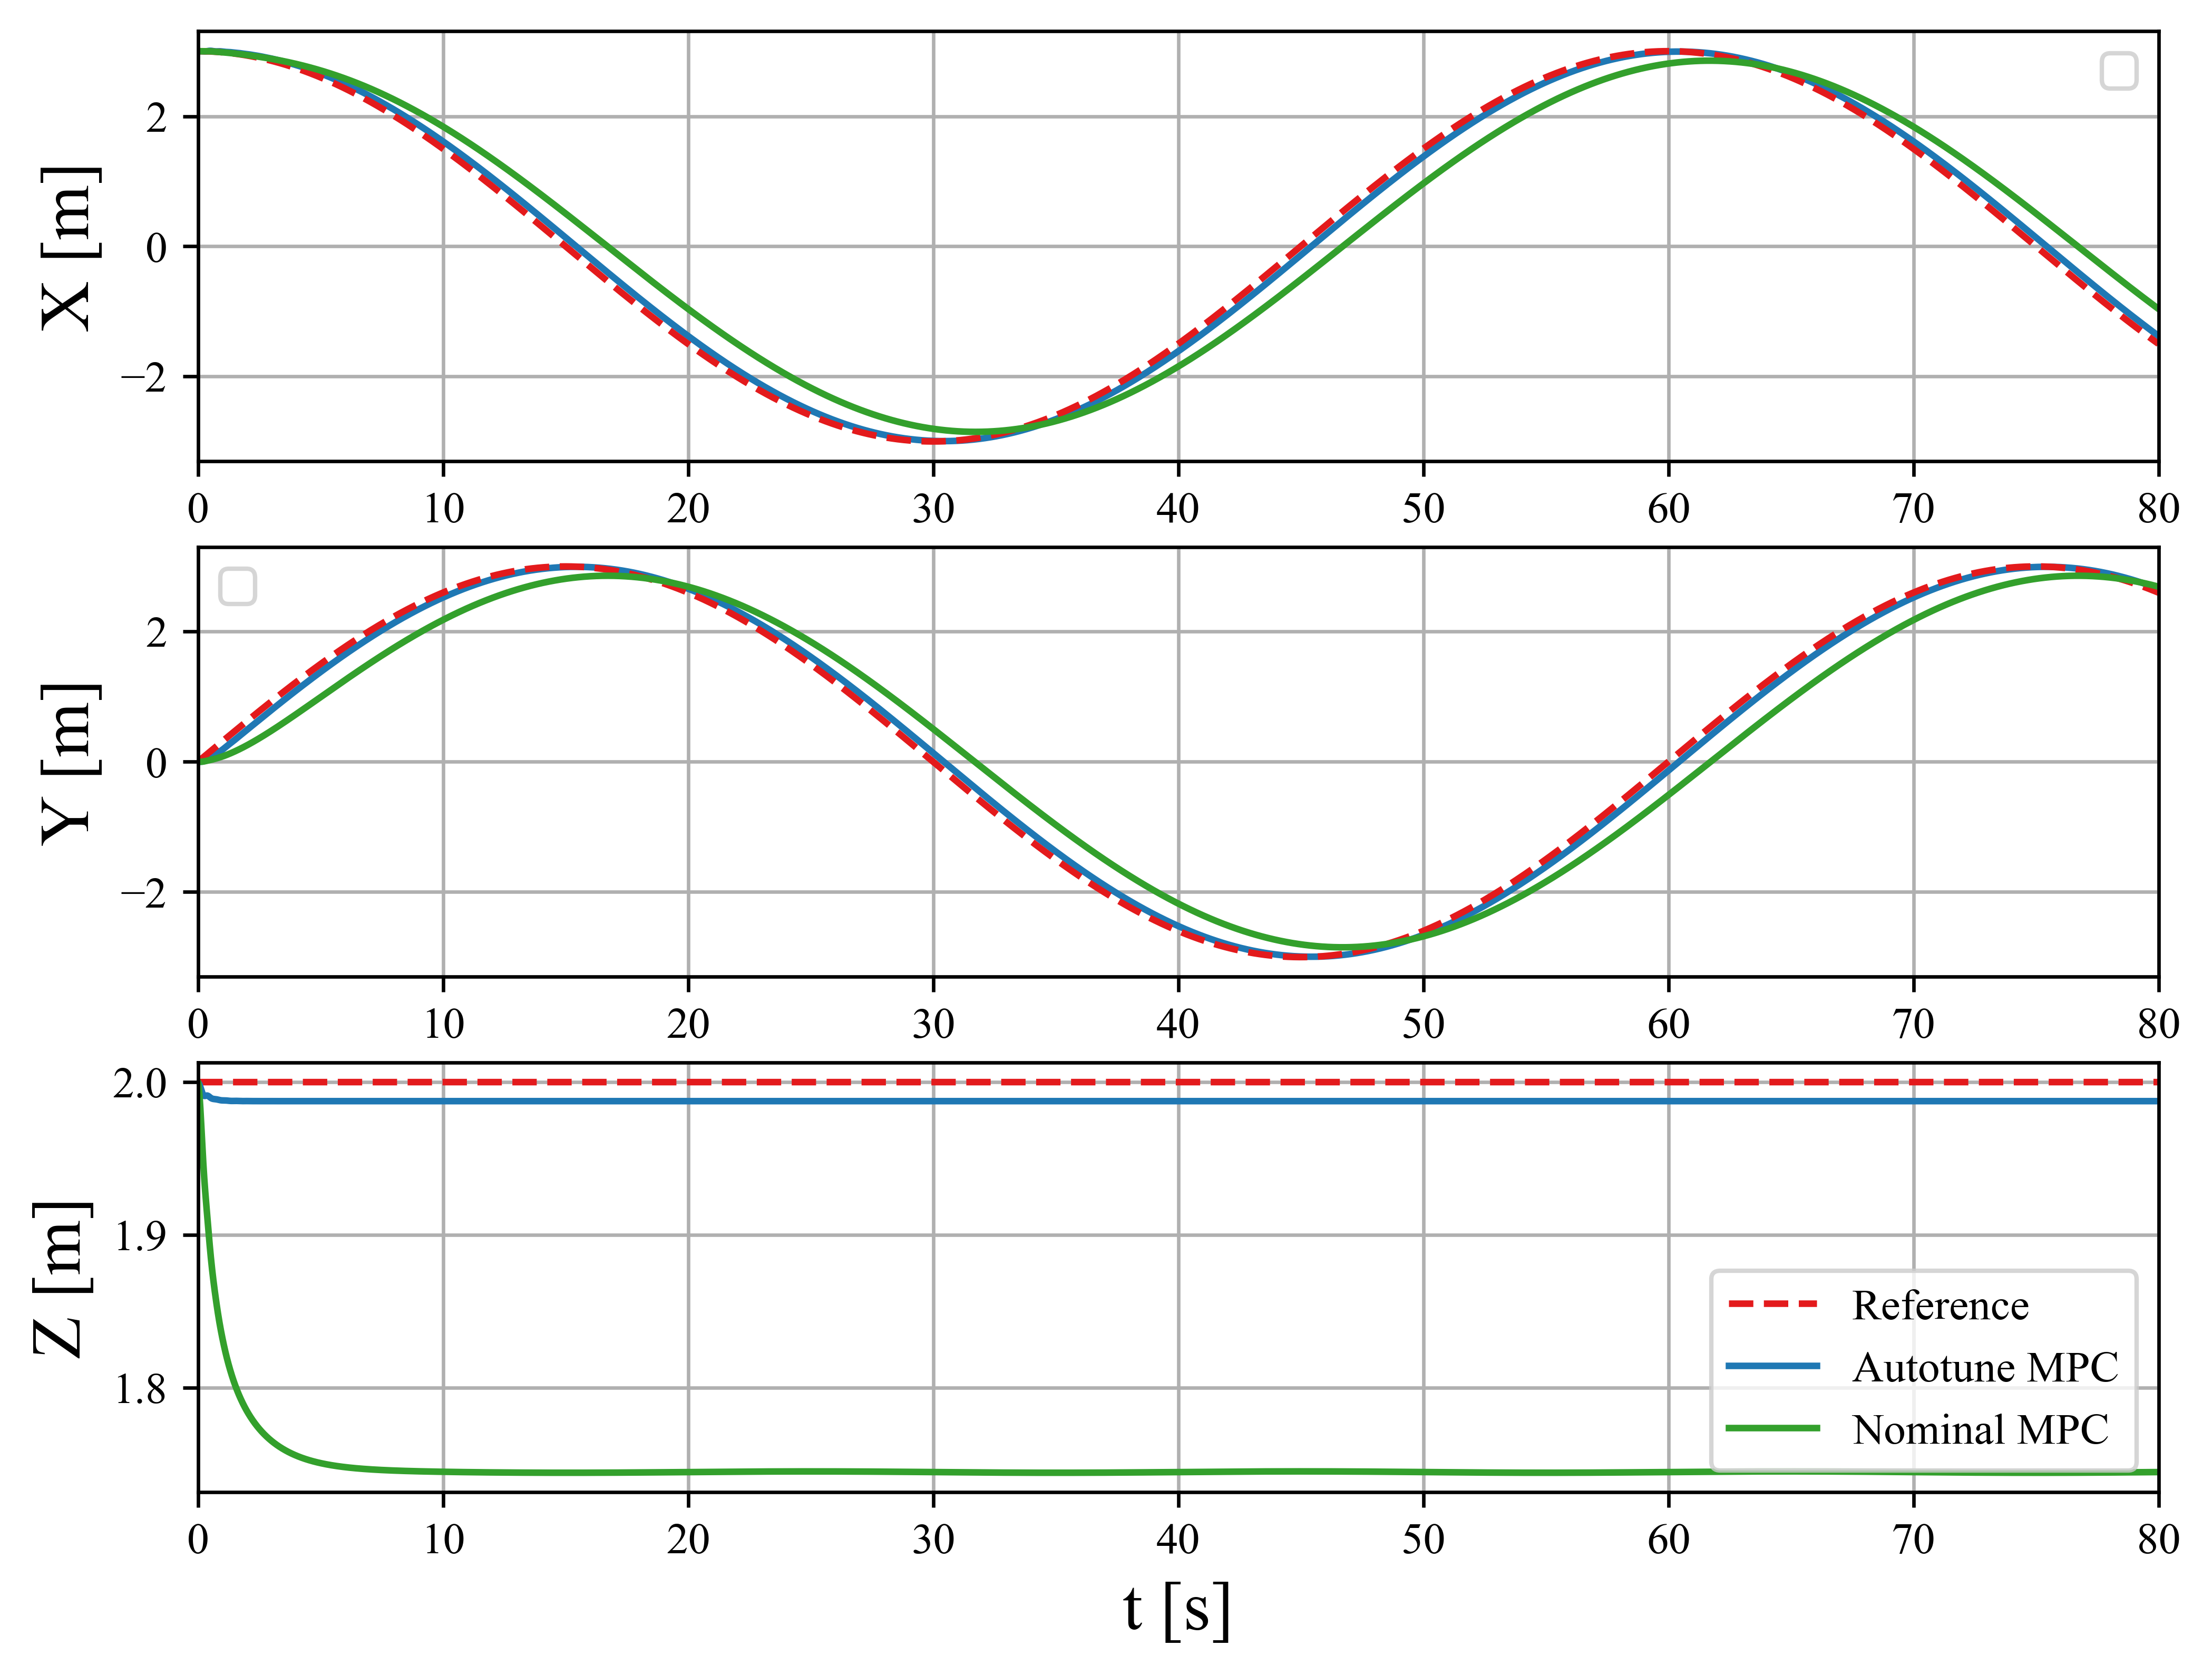 X [m]
2
0
−2
0 10 20 30 40 50 60 70 80
Y [m]
2
0
−2
0 10 20 30 40 50 60 70 80
Z [m]
2.0
1.9
1.8
Reference
Autotune MPC
Nominal MPC
0 10 20 30 40 50 60 70 80
t [s]